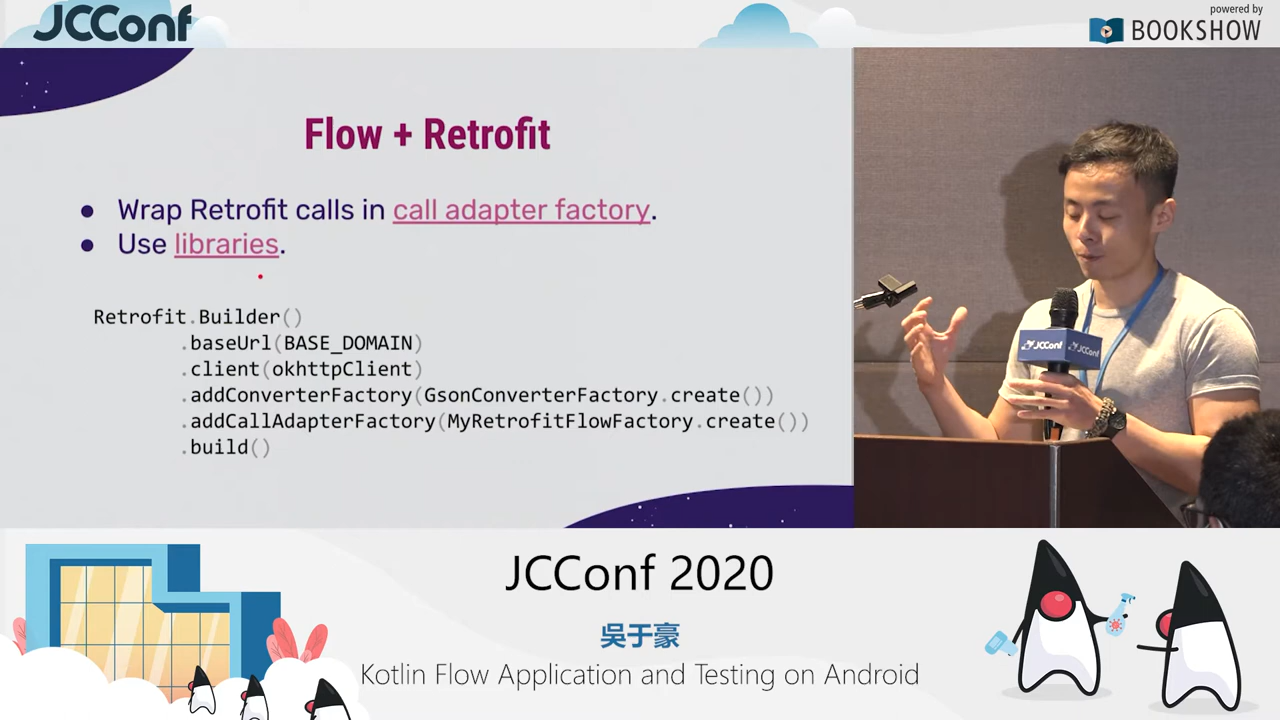 JCConf
powered by
BOOKSHOW
Flow + Retrofit
● Wrap Retrofit calls in call adapter factory.
● Use libraries.
Retrofit.Builder()
.baseUrl(BASE_DOMAIN)
.client(okhttpClient)
.addConverterFactory(GsonConverterFactory.create())
.addCallAdapterFactory(MyRetrofitFlowFactory.create())
.build()
JCConf
JCConf
JCConf 2020
吳于豪
Kotlin Flow Application and Testing on Android